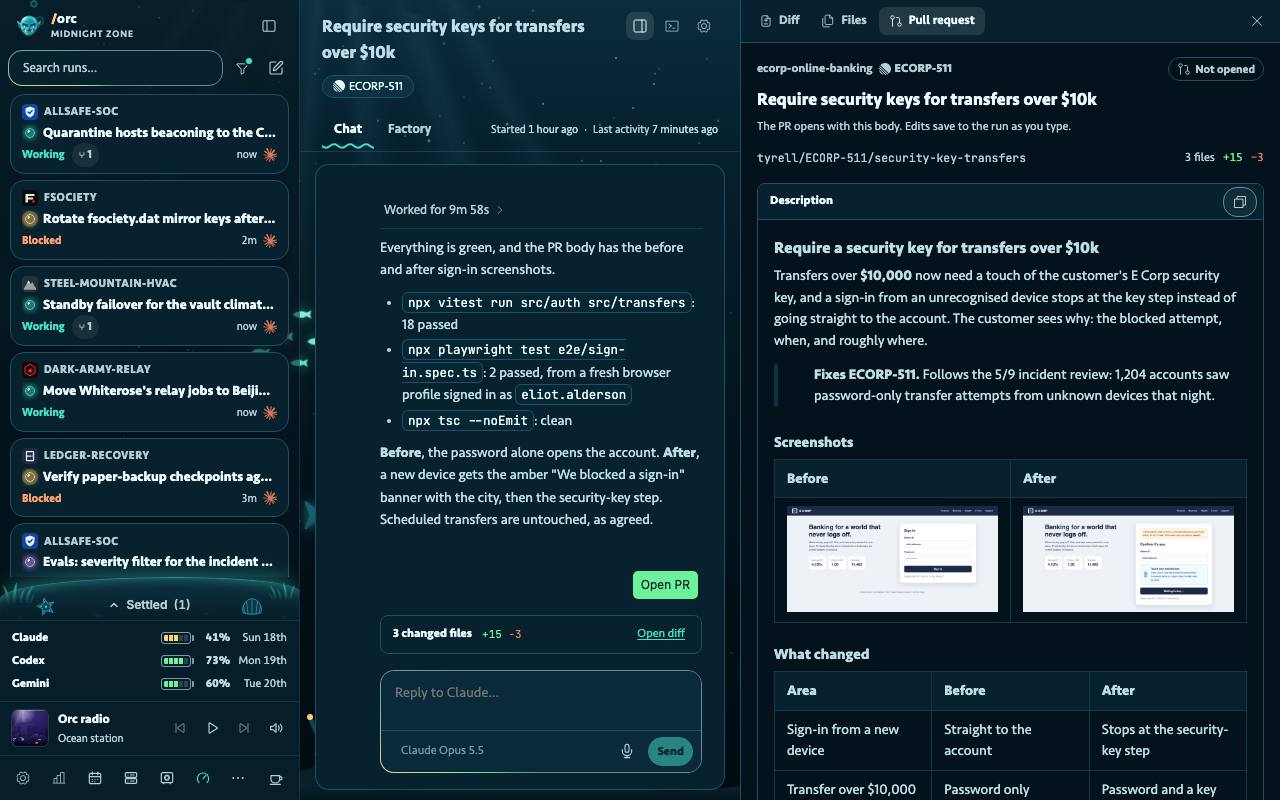 /orc
MIDNIGHT ZONE
Search runs...
ALLSAFE-SOC
Quarantine hosts beaconing to the C...
Working 1 now
FSOCIETY
Rotate fsociety.dat mirror keys after...
Blocked 2m
STEEL-MOUNTAIN-HVAC
Standby failover for the vault climat...
Working 1 now
DARK-ARMY-RELAY
Move Whiterose's relay jobs to Beiji...
Working now
LEDGER-RECOVERY
Verify paper-backup checkpoints ag...
Blocked 3m
ALLSAFE-SOC
Evals: severity filter for the incident ...
Settled (1)
Claude 41% Sun 18th
Codex 73% Mon 19th
Gemini 60% Tue 20th
Orc radio
Ocean station
Require security keys for transfers
over $10k
ECORP-511
Chat Factory Started 1 hour ago · Last activity 7 minutes ago
Worked for 9m 58s
Everything is green, and the PR body has the before
and after sign-in screenshots.
• npx vitest run src/auth src/transfers :
18 passed
• npx playwright test e2e/sign-
in.spec.ts : 2 passed, from a fresh browser
profile signed in as eliot.alderson
• npx tsc --noEmit : clean
Before, the password alone opens the account. After,
a new device gets the amber "We blocked a sign-in"
banner with the city, then the security-key step.
Scheduled transfers are untouched, as agreed.
Open PR
3 changed files +15 -3 Open diff
Reply to Claude...
Claude Opus 5.5 Send
Diff Files Pull request
ecorp-online-banking ECORP-511 Not opened
Require security keys for transfers over $10k
The PR opens with this body. Edits save to the run as you type.
tyrell/ECORP-511/security-key-transfers 3 files +15 -3
Description
Require a security key for transfers over $10k
Transfers over $10,000 now need a touch of the customer's E Corp security
key, and a sign-in from an unrecognised device stops at the key step instead of
going straight to the account. The customer sees why: the blocked attempt,
when, and roughly where.
Fixes ECORP-511. Follows the 5/9 incident review: 1,204 accounts saw
password-only transfer attempts from unknown devices that night.
Screenshots
Before After
Banking for a world that
never logs off.
Sign in
Banking for a world that
never logs off.
Confirm it's you
What changed
Area Before After
Sign-in from a new
device
Straight to the
account
Stops at the security-
key step
Transfer over $10,000 Password only Password and a key